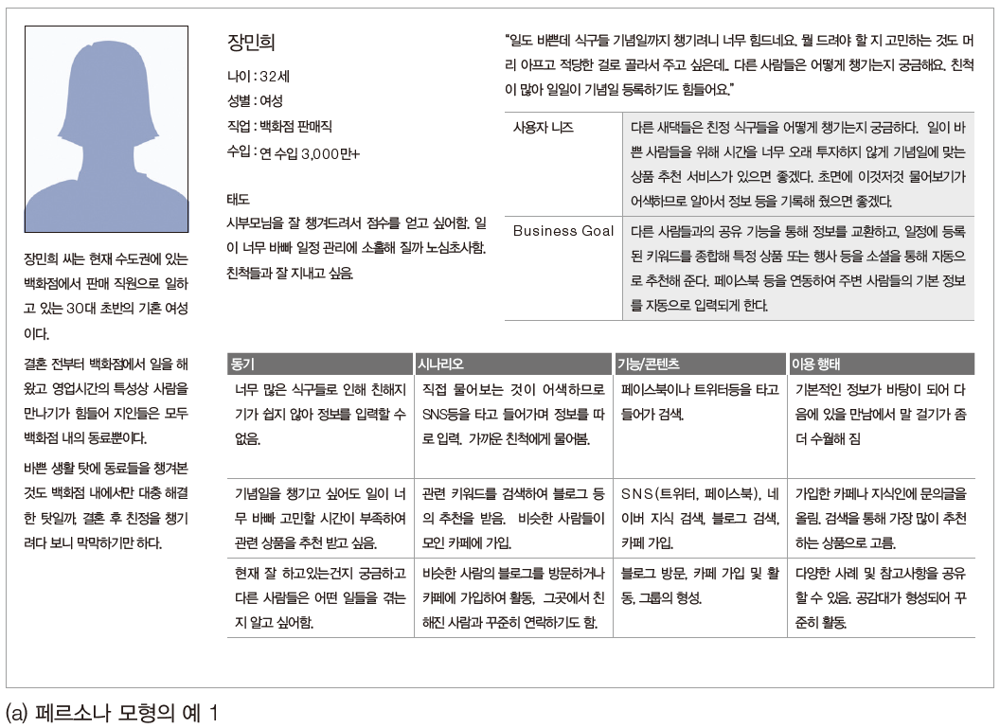 장민희
나이 : 32세
성별 : 여성
직업 : 백화점 판매직
수입 : 연 수입 3,000만+
태도
시부모님을 잘 챙겨드려서 점수를 얻고 싶어함. 일
이 너무 바빠 일정 관리에 소홀해 질까 노심초사함.
친척들과 잘 지내고 싶음.
장민희 씨는 현재 수도권에 있는
백화점에서 판매 직원으로 일하
고 있는 30대 초반의 기혼 여성
이다.
결혼 전부터 백화점에서 일을 해
왔고 영업시간의 특성상 사람을
만나기가 힘들어 지인들은 모두
백화점 내의 동료뿐이다.
바쁜 생활 탓에 동료들을 챙겨본
것도 백화점 내에서만 대충 해결
한 탓일까, 결혼 후 친정을 챙기
려다 보니 막막하기만 하다.
“일도 바쁜데 식구들 기념일까지 챙기려니 너무 힘드네요. 뭘 드려야 할 지 고민하는 것도 머
리 아프고 적당한 걸로 골라서 주고 싶은데.. 다른 사람들은 어떻게 챙기는지 궁금해요. 친척
이 많아 일일이 기념일 등록하기도 힘들어요.”
사용자 니즈
다른 새댁들은 친정 식구들을 어떻게 챙기는지 궁금하다. 일이 바
쁜 사람들을 위해 시간을 너무 오래 투자하지 않게 기념일에 맞는
상품 추천 서비스가 있으면 좋겠다. 초면에 이것저것 물어보기가
어색하므로 알아서 정보 등을 기록해 줬으면 좋겠다.
Business Goal
다른 사람들과의 공유 기능을 통해 정보를 교환하고, 일정에 등록
된 키워드를 종합해 특정 상품 또는 행사 등을 소셜을 통해 자동으
로 추천해 준다. 페이스북 등을 연동하여 주변 사람들의 기본 정보
를 자동으로 입력되게 한다.
동기 시나리오 기능/콘텐츠 이용 행태
너무 많은 식구들로 인해 친해지
기가 쉽지 않아 정보를 입력할 수
없음.
직접 물어보는 것이 어색하므로
SNS등을 타고 들어가며 정보를 따
로 입력. 가까운 친척에게 물어봄.
페이스북이나 트위터등을 타고
들어가 검색.
기본적인 정보가 바탕이 되어 다
음에 있을 만남에서 말 걸기가 좀
더 수월해 짐
기념일을 챙기고 싶어도 일이 너
무 바빠 고민할 시간이 부족하여
관련 상품을 추천 받고 싶음.
관련 키워드를 검색하여 블로그 등
의 추천을 받음. 비슷한 사람들이
모인 카페에 가입.
SNS(트위터, 페이스북), 네
이버 지식 검색, 블로그 검색,
카페 가입.
가입한 카페나 지식인에 문의글을
올림. 검색을 통해 가장 많이 추천
하는 상품으로 고름.
현재 잘 하고있는건지 궁금하고
다른 사람들은 어떤 일들을 겪는
지 알고 싶어함.
비슷한 사람의 블로그를 방문하거나
카페에 가입하여 활동, 그곳에서 친
해진 사람과 꾸준히 연락하기도 함.
블로그 방문, 카페 가입 및 활
동, 그룹의 형성.
다양한 사례 및 참고사항을 공유
할 수 있음. 공감대가 형성되어 꾸
준히 활동.
(a) 페르소나 모형의 예 1